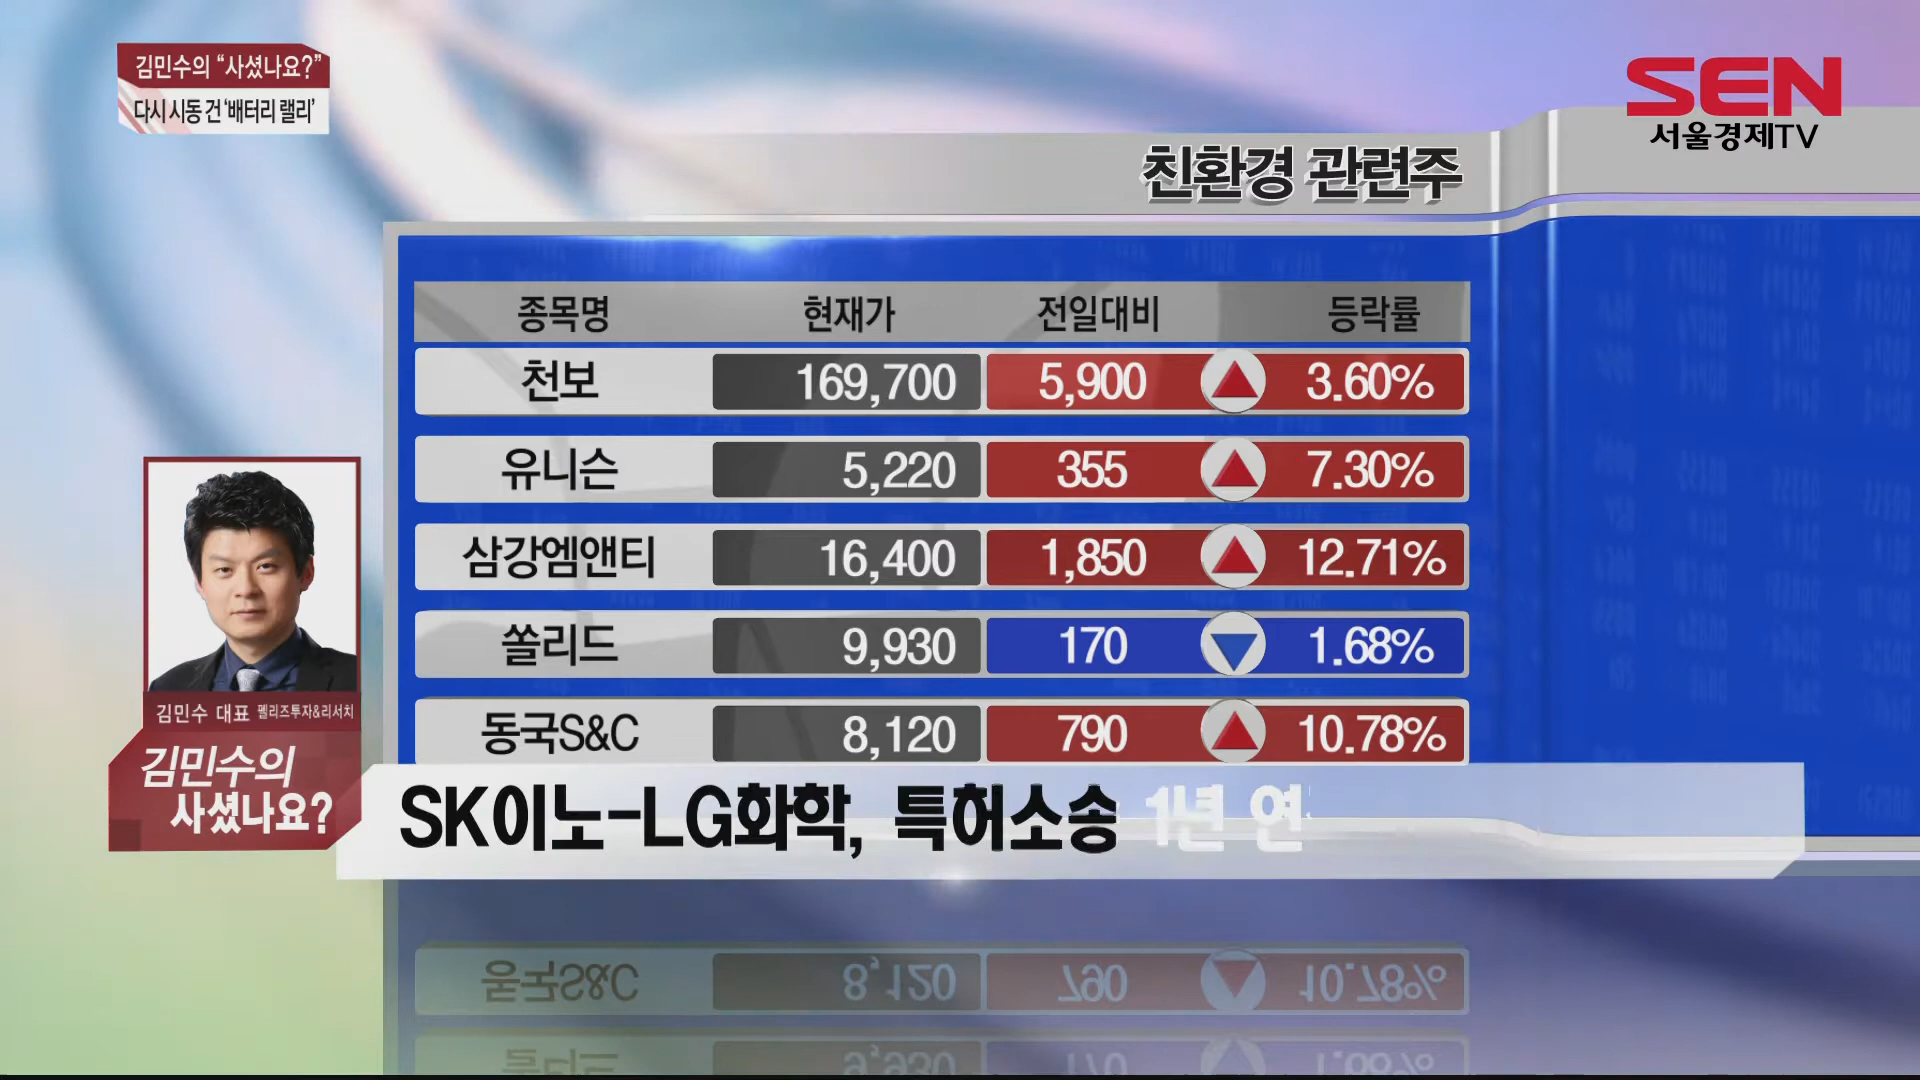 김민수의 “사셨나요?”
다시 시동 건 ‘배터리 랠리’
SEN
서울경제TV
친환경 관련주
종목명 현재가 전일대비 등락률
천보 169,700 5,900 3.60%
유니슨 5,220 355 7.30%
삼강엠앤티 16,400 1,850 12.71%
쏠리드 9,930 170 1.68%
동국S&C 8,120 790 10.78%
김민수 대표 멜리즈투자&리서치
김민수의
사셨나요?
SK이노-LG화학, 특허소송 1년 연